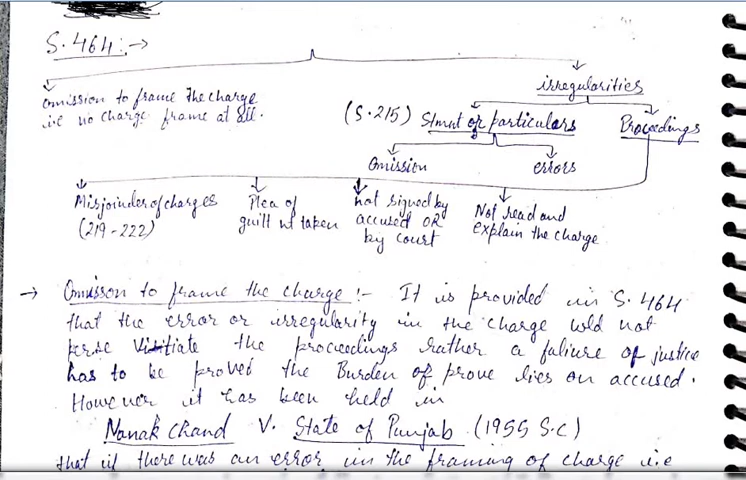 S.464:→
omission to frame the charge
i.e no charge frame at all.
irregularities
(S.215) Stmnt of particulars
Proceedings
Omission
errors
Misjoinder of charges
(219-222)
Plea of
guilt nt taken
not signed by
accused OR
by court
Not read and
explain the charge
→ Omisson to frame the charge :- It is provided in S.464
that the error or irregularity in the charge wld not
perse vitiate the proceedings rather a faliure of justice
has to be proved the Burden of prove lies on accused.
However it has been held in
Nanak Chand V. State of Punjab (1955 S.C)
that if there was an error in the framing of charge i.e